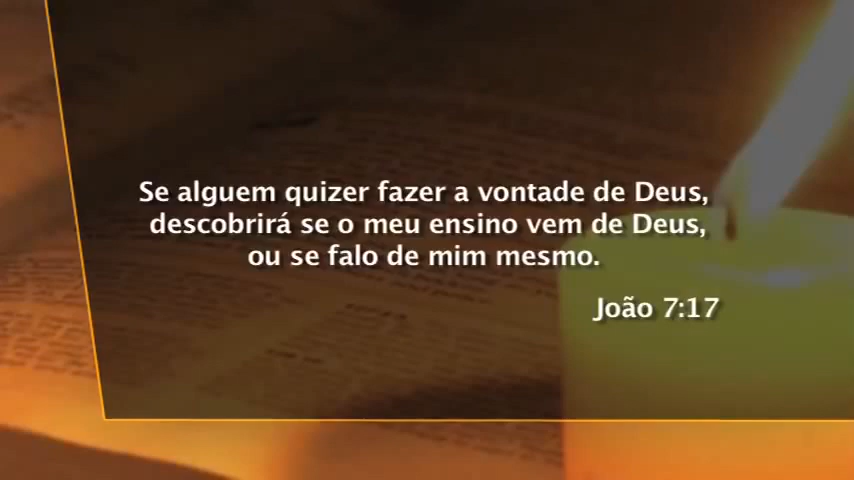 Se alguem quizer fazer a vontade de Deus,
descobrirá se o meu ensino vem de Deus,
ou se falo de mim mesmo.
João 7:17